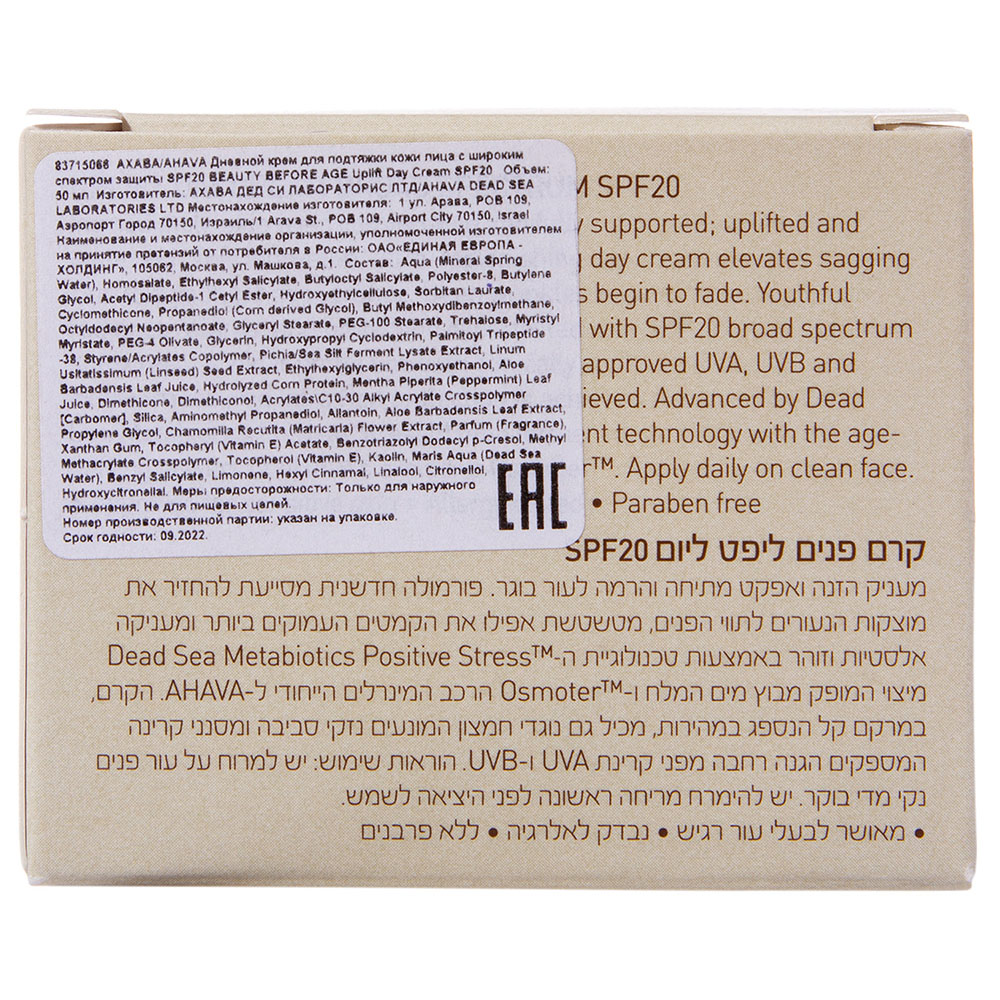 83715066 АХАВА/AHAVA Дневной крем для подтяжки кожи лица с широким
спектром защиты SPF20 BEAUTY BEFORE AGE Uplift Day Cream SPF20 Объем:
50 мл Изготовитель: АХАВА ДЕД СИ ЛАБОРАТОРИС ЛТД/AHAVA DEAD SEA
LABORATORIES LTD Местонахождение изготовителя: 1 ул. Арава, POB 109,
Аэропорт Город 70150, Израиль/1 Arava St., POB 109, Airport City 70150, Israel
Наименование и местонахождение организации, уполномоченной изготовителем
на принятие претензий от потребителя в России: ОАО«ЕДИНАЯ ЕВРОПА -
ХОЛДИНГ», 105062, Москва, ул. Машкова, д.1. Состав: Aqua (Mineral Spring
Water), Homosalate, Ethylhexyl Salicylate, Butyloctyl Salicylate, Polyester-8, Butylene
Glycol, Acetyl Dipeptide-1 Cetyl Ester, Hydroxyethylcellulose, Sorbitan Laurate,
Cyclomethicone, Propanediol (Corn derived Glycol), Butyl Methoxydibenzoylmethane,
Octyldodecyl Neopentanoate, Glyceryl Stearate, PEG-100 Stearate, Trehalose, Myristyl
Myristate, PEG-4 Olivate, Glycerin, Hydroxypropyl Cyclodextrin, Palmitoyl Tripeptide
-38, Styrene/Acrylates Copolymer, Pichia/Sea Silt Ferment Lysate Extract, Linum
Usitatissimum (Linseed) Seed Extract, Ethylhexylglycerin, Phenoxyethanol, Aloe
Barbadensis Leaf Juice, Hydrolyzed Corn Protein, Mentha Piperita (Peppermint) Leaf
Juice, Dimethicone, Dimethiconol, Acrylates\C10-30 Alkyl Acrylate Crosspolymer
[Carbomer], Silica, Aminomethyl Propanediol, Allantoin, Aloe Barbadensis Leaf Extract,
Propylene Glycol, Chamomilla Recutita (Matricaria) Flower Extract, Parfum (Fragrance),
Xanthan Gum, Tocopheryl (Vitamin E) Acetate, Benzotriazolyl Dodecyl p-Cresol, Methyl
Methacrylate Crosspolymer, Tocopherol (Vitamin E), Kaolin, Maris Aqua (Dead Sea
Water), Benzyl Salicylate, Limonene, Hexyl Cinnamal, Linalool, Citronellol,
Hydroxycitronellal. Меры предосторожности: Только для наружного
применения. Не для пищевых целей.
Номер производственной партии: указан на упаковке.
Срок годности: 09.2022.
EAC
M SPF20
y supported; uplifted and
g day cream elevates sagging
s begin to fade. Youthful
d with SPF20 broad spectrum
approved UVA, UVB and
ieved. Advanced by Dead
ent technology with the age-
er™. Apply daily on clean face.
• Paraben free
קרם פנים ליפט ליום SPF20
מעניק הזנה ואפקט מתיחה והרמה לעור בוגר. פורמולה חדשנית מסייעת להחזיר את
מוצקות הנעורים לתווי הפנים, מטשטשת אפילו את הקמטים העמוקים ביותר ומעניקה
אלסטיות וזוהר באמצעות טכנולוגיית ה-Dead Sea Metabiotics Positive Stress™
מיצוי המופק מבוץ מים המלח ו-Osmoter™ הרכב המינרלים הייחודי ל-AHAVA. הקרם,
במרקם קל הנספג במהירות, מכיל גם נוגדי חמצון המונעים נזקי סביבה ומסנני קרינה
המספקים הגנה רחבה מפני קרינת UVA ו-UVB. הוראות שימוש: יש למרוח על עור פנים
נקי מדי בוקר. יש להימרח מריחה ראשונה לפני היציאה לשמש.
• מאושר לבעלי עור רגיש • נבדק לאלרגיה • ללא פרבנים